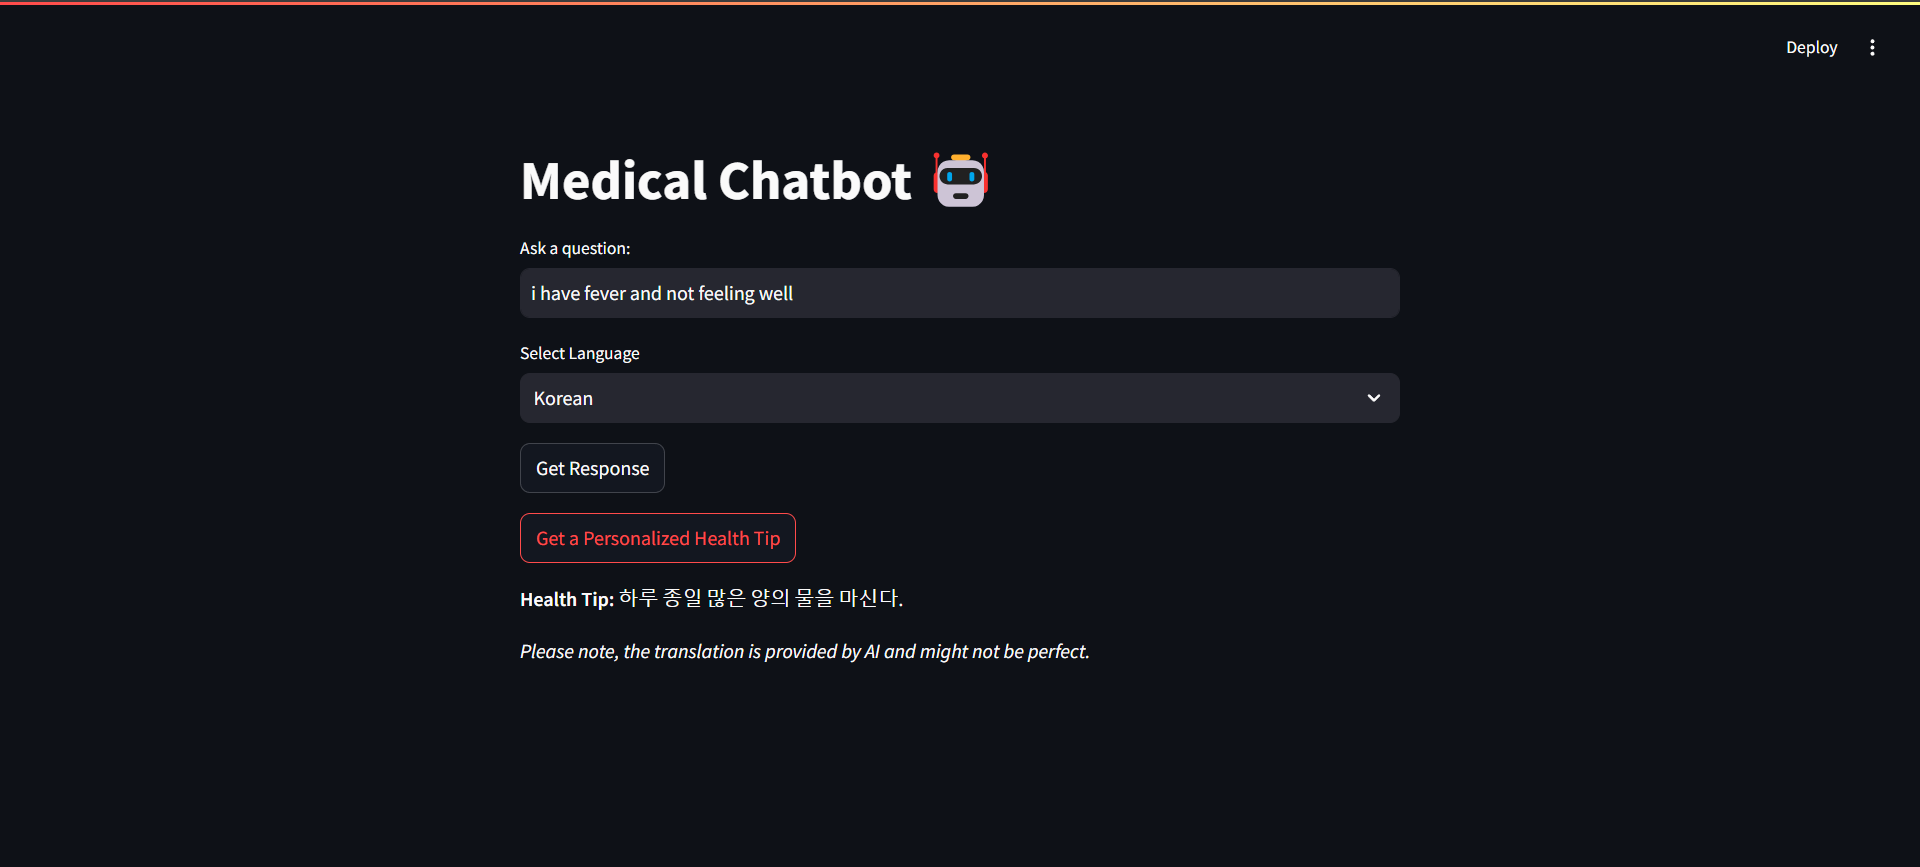 Deploy
Medical Chatbot
Ask a question:
i have fever and not feeling well
Select Language
Korean
Get Response
Get a Personalized Health Tip
Health Tip: 하루 종일 많은 양의 물을 마신다.
Please note, the translation is provided by AI and might not be perfect.